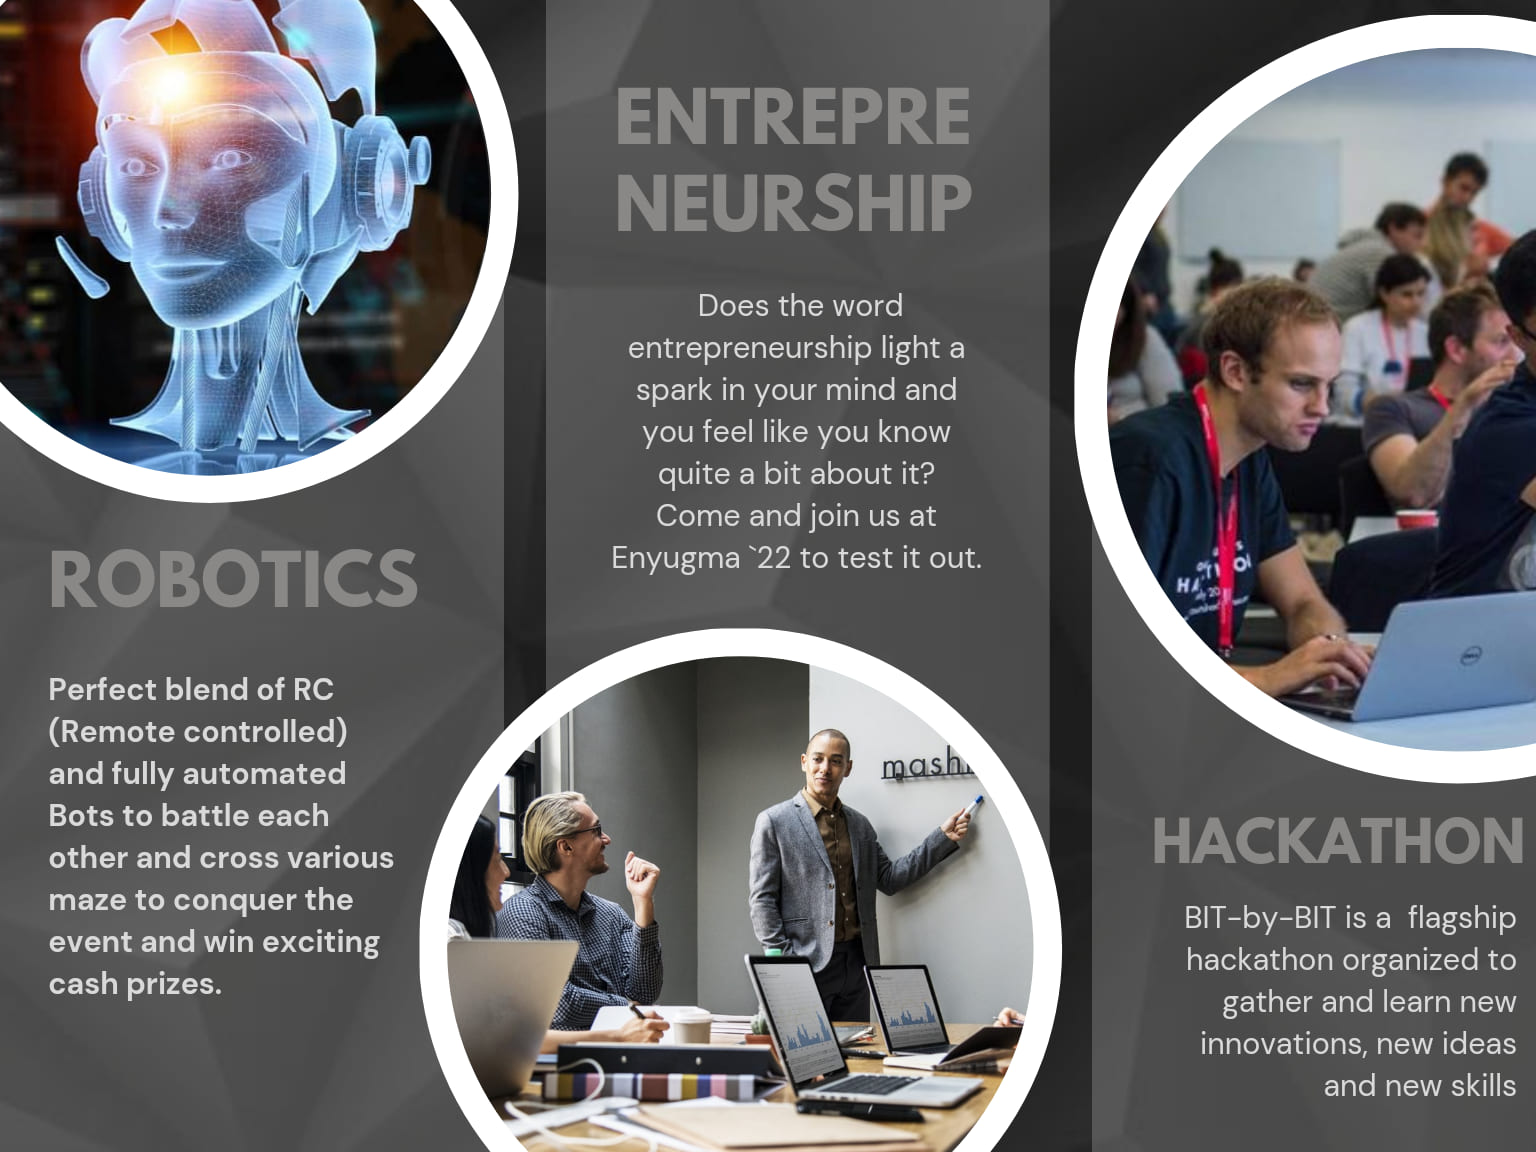 ROBOTICS
Perfect blend of RC
(Remote controlled)
and fully automated
Bots to battle each
other and cross various
maze to conquer the
event and win exciting
cash prizes.
ENTREPRE
NEURSHIP
Does the word
entrepreneurship light a
spark in your mind and
you feel like you know
quite a bit about it?
Come and join us at
Enyugma `22 to test it out.
mash
DELL
HACKATHON
BIT-by-BIT is a  flagship
hackathon organized to
gather and learn new
innovations, new ideas
and new skills